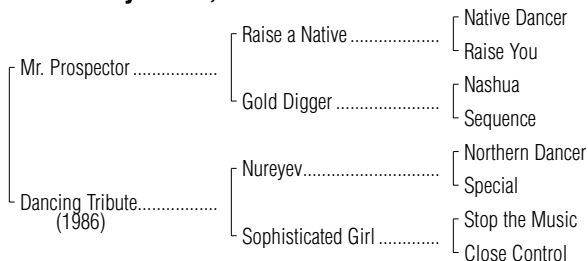 Native Dancer
Raise a Native
Raise You
Mr. Prospector
Nashua
Gold Digger
Sequence
Northern Dancer
Nureyev
Special
Dancing Tribute
(1986)
Stop the Music
Sophisticated Girl
Close Control